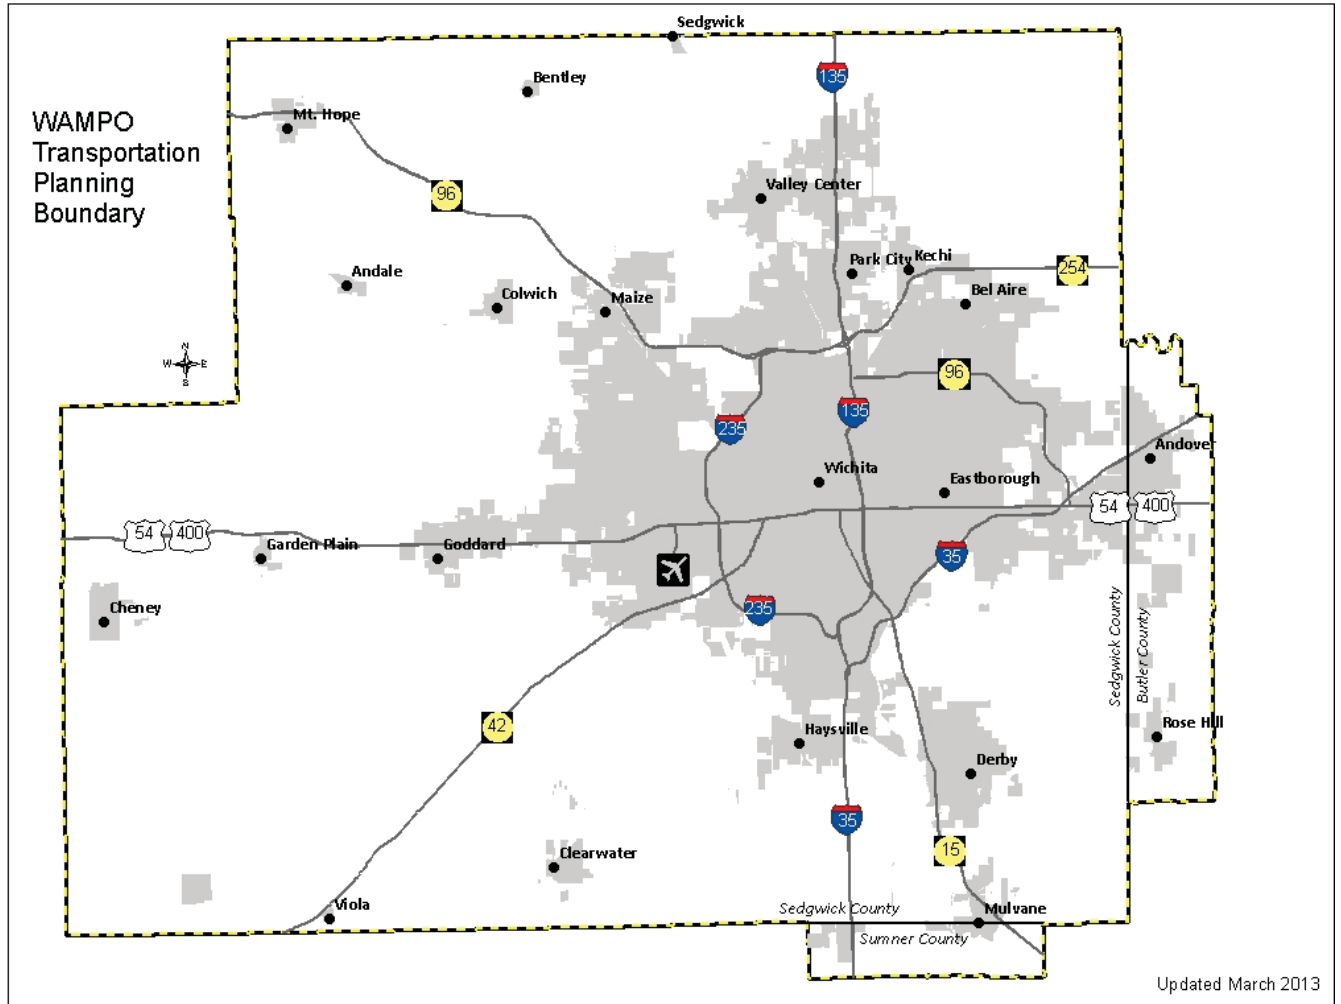 WAMPO
Transportation
Planning
Boundary
Sedgwick
135
Bentley
Mt. Hope
96
Valley Center
Andale
Colwich
Maize
Park City
Kechi
254
Bel Aire
N
W E
S
96
235
135
Andover
Wichita
Eastborough
54 400
54 400
Garden Plain
Goddard
35
Cheney
235
Sedgwick County
Butler County
42
Haysville
Rose Hill
Derby
35
15
Clearwater
Viola
Sedgwick County
Mulvane
Sumner County
Updated March 2013